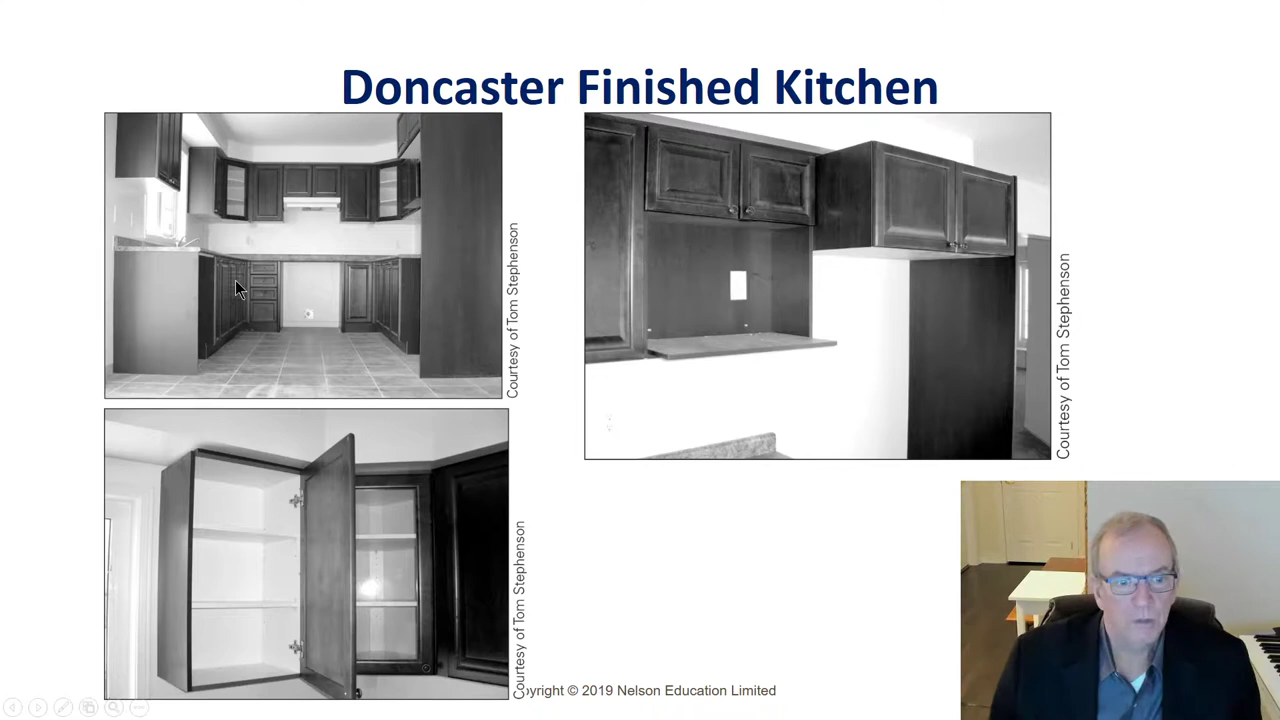 Doncaster Finished Kitchen
Courtesy of Tom Stephenson
Courtesy of Tom Stephenson
Courtesy of Tom Stephenson
yright © 2019 Nelson Education Limited